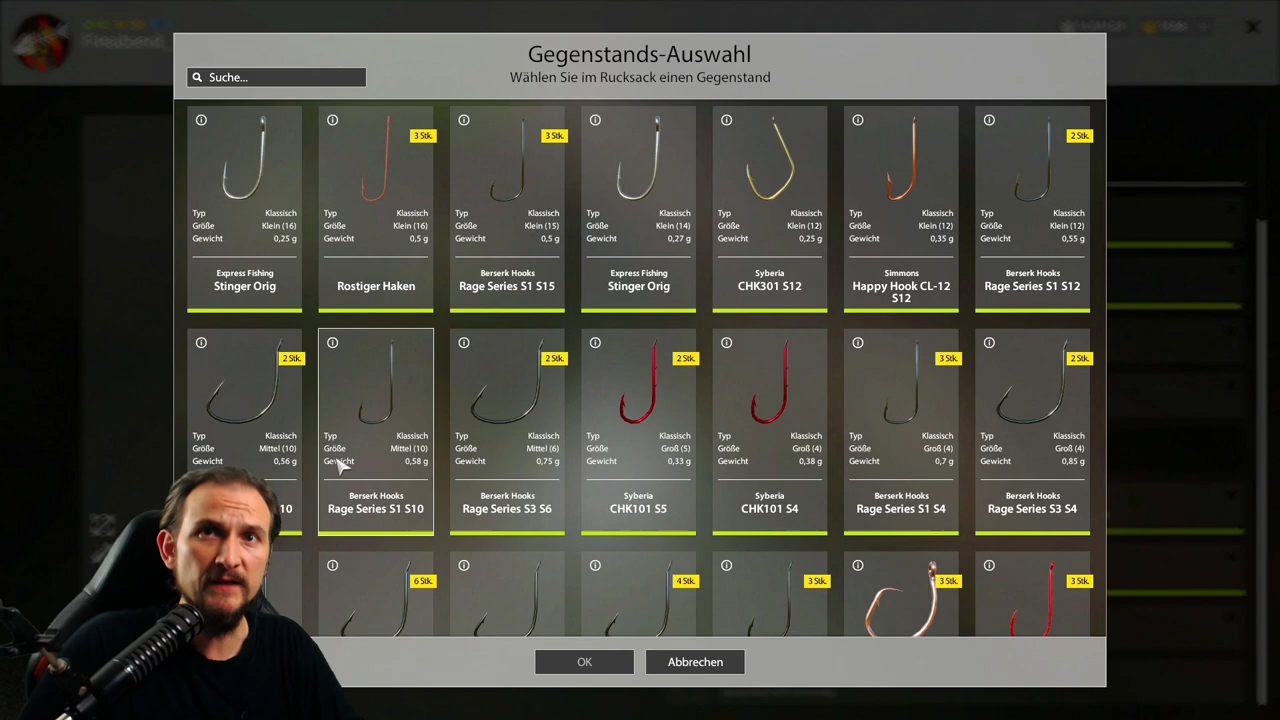 Gegenstands-Auswahl
Wählen Sie im Rucksack einen Gegenstand
Suche...
3 Stk.
3 Stk.
2 Stk.
Typ Klassisch
Größe Klein (16)
Gewicht 0,25 g
Express Fishing
Stinger Orig
Typ Klassisch
Größe Klein (16)
Gewicht 0,5 g
Rostiger Haken
Typ Klassisch
Größe Klein (15)
Gewicht 0,5 g
Berserk Hooks
Rage Series S1 S15
Typ Klassisch
Größe Klein (14)
Gewicht 0,27 g
Express Fishing
Stinger Orig
Typ Klassisch
Größe Klein (12)
Gewicht 0,25 g
Syberia
CHK301 S12
Typ Klassisch
Größe Klein (12)
Gewicht 0,35 g
Simmons
Happy Hook CL-12
S12
Typ Klassisch
Größe Klein (12)
Gewicht 0,55 g
Berserk Hooks
Rage Series S1 S12
2 Stk.
Typ Klassisch
Größe Mittel (10)
Gewicht 0,56 g
10
Typ Klassisch
Größe Mittel (10)
Gewicht 0,58 g
Berserk Hooks
Rage Series S1 S10
2 Stk.
Typ Klassisch
Größe Mittel (6)
Gewicht 0,75 g
Berserk Hooks
Rage Series S3 S6
2 Stk.
Typ Klassisch
Größe Groß (5)
Gewicht 0,33 g
Syberia
CHK101 S5
Typ Klassisch
Größe Groß (4)
Gewicht 0,38 g
Syberia
CHK101 S4
3 Stk.
Typ Klassisch
Größe Groß (4)
Gewicht 0,7 g
Berserk Hooks
Rage Series S1 S4
2 Stk.
Typ Klassisch
Größe Groß (4)
Gewicht 0,85 g
Berserk Hooks
Rage Series S3 S4
6 Stk.
4 Stk.
3 Stk.
3 Stk.
3 Stk.
OK
Abbrechen